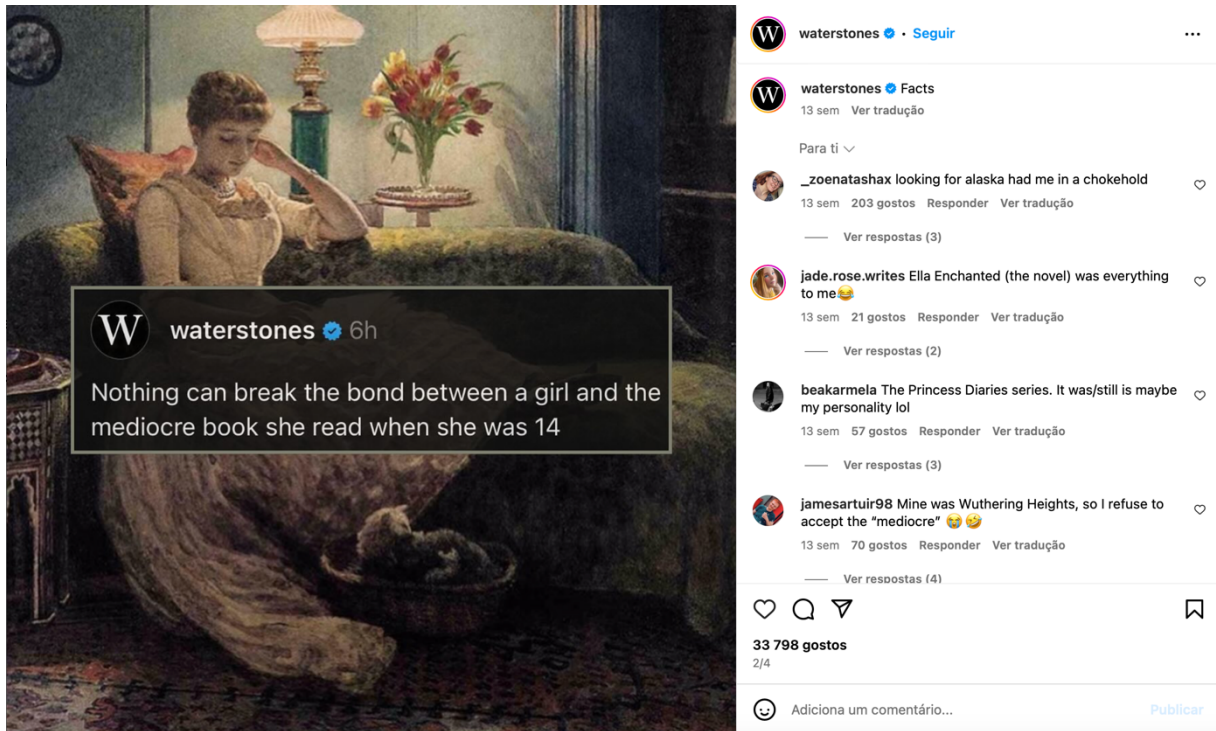 W waterstones 6h
Nothing can break the bond between a girl and the
mediocre book she read when she was 14
W waterstones • Seguir
W waterstones Facts
13 sem Ver tradução
Para ti
_zoenatashax looking for alaska had me in a chokehold
13 sem 203 gostos Responder Ver tradução
Ver respostas (3)
jade.rose.writes Ella Enchanted (the novel) was everything
to me😂
13 sem 21 gostos Responder Ver tradução
Ver respostas (2)
beakarmela The Princess Diaries series. It was/still is maybe
my personality lol
13 sem 57 gostos Responder Ver tradução
Ver respostas (3)
jamesartuir98 Mine was Wuthering Heights, so I refuse to
accept the “mediocre” 😭🤣
13 sem 70 gostos Responder Ver tradução
Ver respostas (4)
33 798 gostos
2/4
Adiciona um comentário...
Publicar